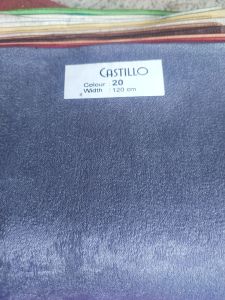 CASTILLO
Colour : 20
Width : 120 cm